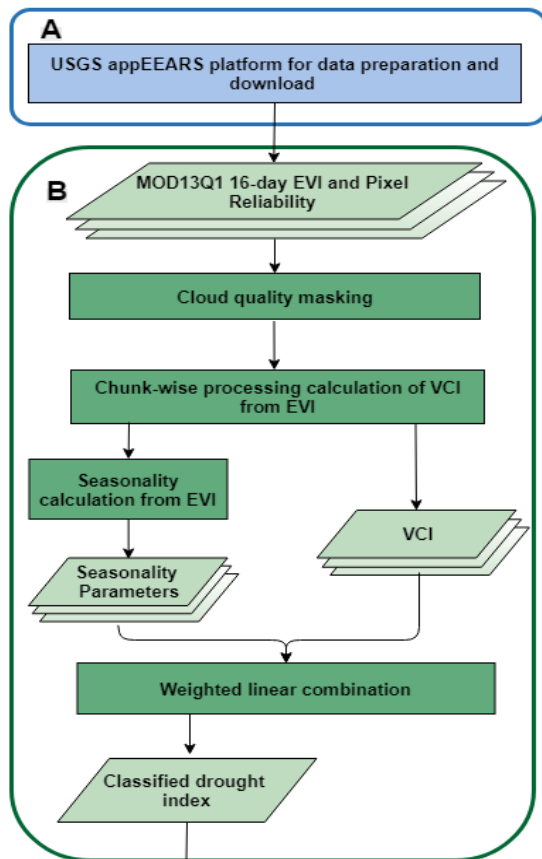 A
USGS appEEARS platform for data preparation and
download
B
MOD13Q1 16-day EVI and Pixel
Reliability
Cloud quality masking
Chunk-wise processing calculation of VCI
from EVI
Seasonality
calculation from EVI
VCI
Seasonality
Parameters
Weighted linear combination
Classified drought
index